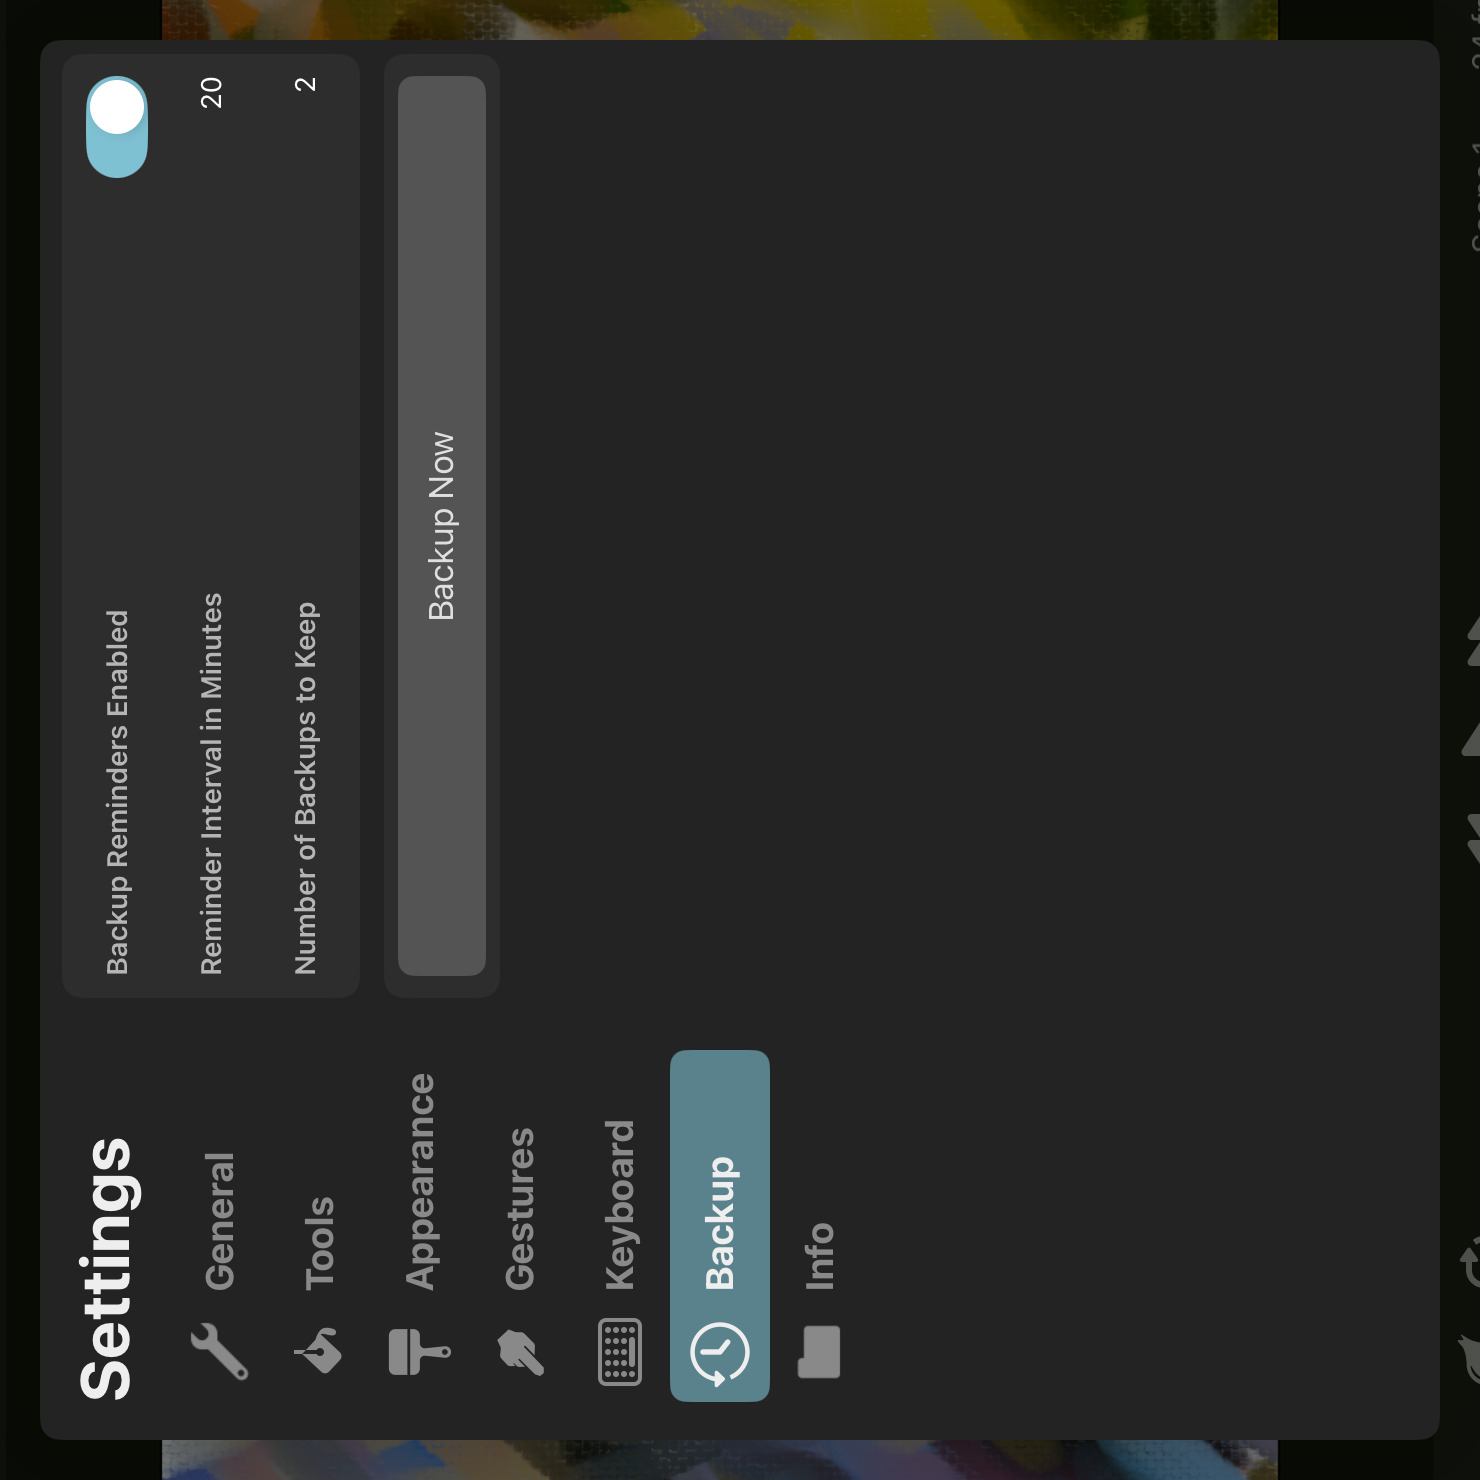 Settings
General
Tools
Appearance
Gestures
Keyboard
Backup
Info
Backup Reminders Enabled
Reminder Interval in Minutes 20
Number of Backups to Keep 2
Backup Now